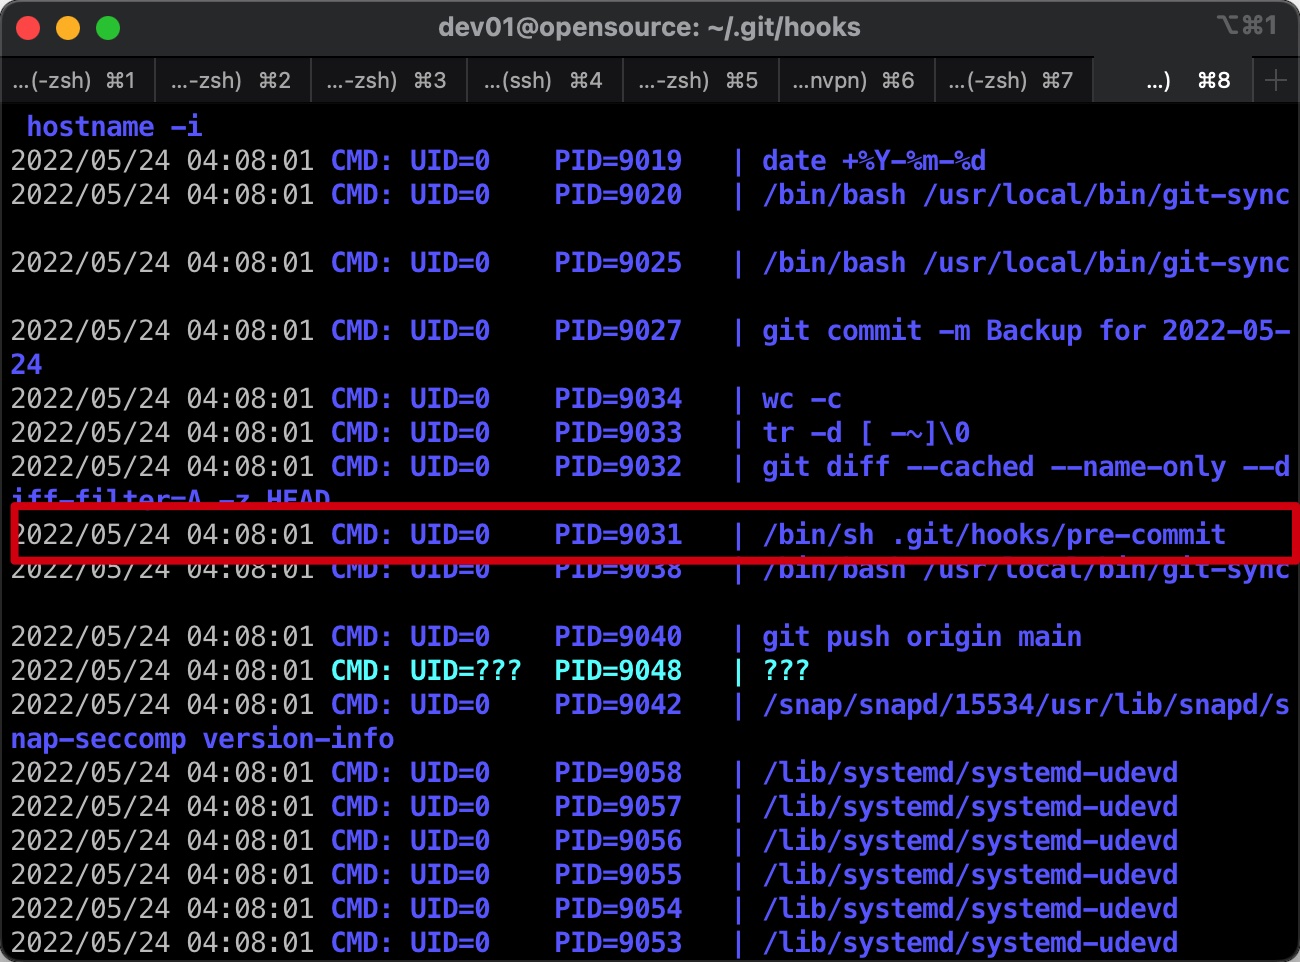 dev01@opensource: ~/.git/hooks ⌥⌘1
...(-zsh) ⌘1 ...-zsh) ⌘2 ...-zsh) ⌘3 ...(ssh) ⌘4 ...-zsh) ⌘5 ...nvpn) ⌘6 ...(-zsh) ⌘7 ...) ⌘8 +
hostname -i
2022/05/24 04:08:01 CMD: UID=0 PID=9019 | date +%Y-%m-%d
2022/05/24 04:08:01 CMD: UID=0 PID=9020 | /bin/bash /usr/local/bin/git-sync
2022/05/24 04:08:01 CMD: UID=0 PID=9025 | /bin/bash /usr/local/bin/git-sync
2022/05/24 04:08:01 CMD: UID=0 PID=9027 | git commit -m Backup for 2022-05-
24
2022/05/24 04:08:01 CMD: UID=0 PID=9034 | wc -c
2022/05/24 04:08:01 CMD: UID=0 PID=9033 | tr -d [ -~]\0
2022/05/24 04:08:01 CMD: UID=0 PID=9032 | git diff --cached --name-only --d
iff-filter=A -z HEAD
2022/05/24 04:08:01 CMD: UID=0 PID=9031 | /bin/sh .git/hooks/pre-commit
2022/05/24 04:08:01 CMD: UID=0 PID=9038 | /bin/bash /usr/local/bin/git-sync
2022/05/24 04:08:01 CMD: UID=0 PID=9040 | git push origin main
2022/05/24 04:08:01 CMD: UID=??? PID=9048 | ???
2022/05/24 04:08:01 CMD: UID=0 PID=9042 | /snap/snapd/15534/usr/lib/snapd/s
nap-seccomp version-info
2022/05/24 04:08:01 CMD: UID=0 PID=9058 | /lib/systemd/systemd-udevd
2022/05/24 04:08:01 CMD: UID=0 PID=9057 | /lib/systemd/systemd-udevd
2022/05/24 04:08:01 CMD: UID=0 PID=9056 | /lib/systemd/systemd-udevd
2022/05/24 04:08:01 CMD: UID=0 PID=9055 | /lib/systemd/systemd-udevd
2022/05/24 04:08:01 CMD: UID=0 PID=9054 | /lib/systemd/systemd-udevd
2022/05/24 04:08:01 CMD: UID=0 PID=9053 | /lib/systemd/systemd-udevd